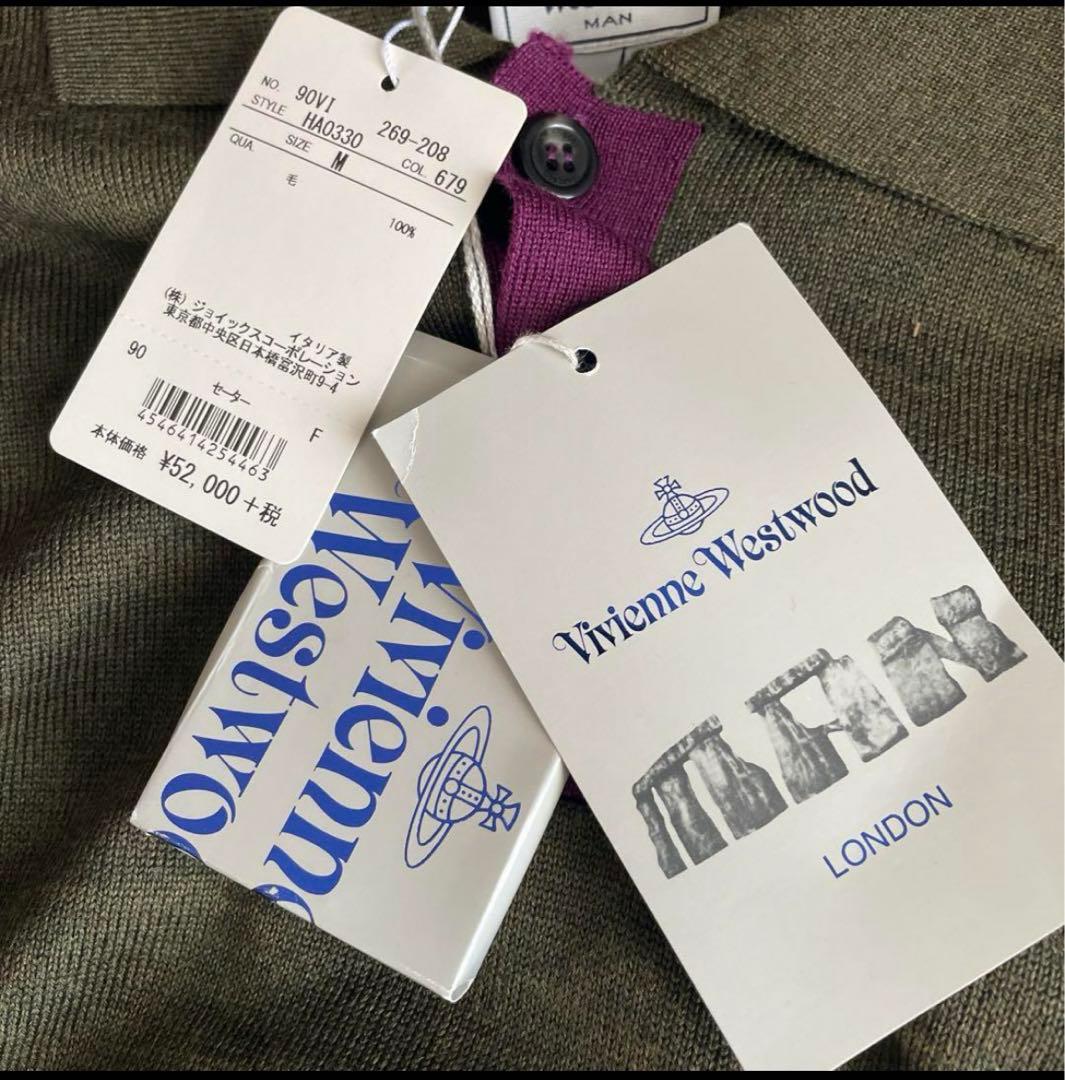 MAN
NO. 90VI 269-208
STYLE HA0330 COL. 679
QUA. SIZE M
毛 100%
イタリア製
(株)ジョイックスコーポレーション
東京都中央区日本橋富沢町9-4
90
セーター
F
4546414254463
本体価格 ¥52,000+税
Vivienne
Westwo
Vivienne Westwood
MAN
LONDON